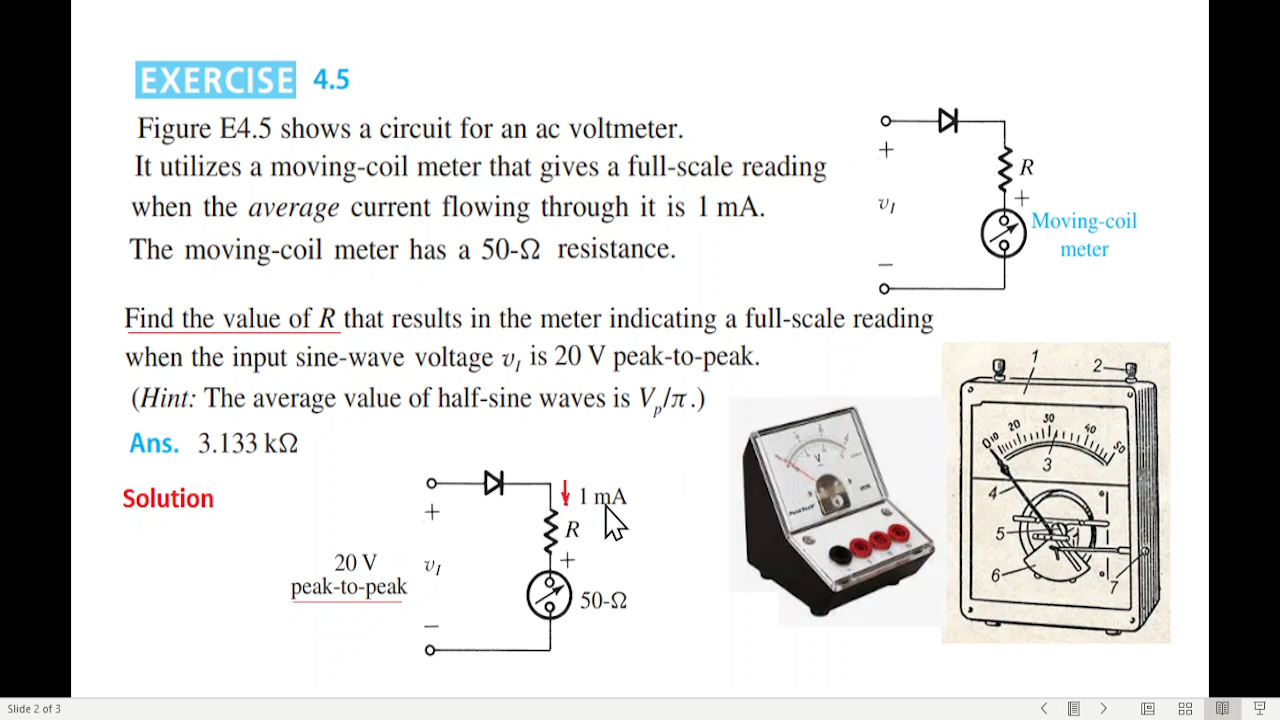 EXERCISE 4.5
Figure E4.5 shows a circuit for an ac voltmeter.
It utilizes a moving-coil meter that gives a full-scale reading
when the average current flowing through it is 1 mA.
The moving-coil meter has a 50-Ω resistance.
+
R
+
υI
Moving-coil
meter
−
Find the value of R that results in the meter indicating a full-scale reading
when the input sine-wave voltage υI is 20 V peak-to-peak.
(Hint: The average value of half-sine waves is Vp/π.)
Ans. 3.133 kΩ
Solution
1 mA
+
R
+
20 V
peak-to-peak
υI
50-Ω
−
V
1
2
0 10 20 30 40 50
3
4
5
6
7
Slide 2 of 3